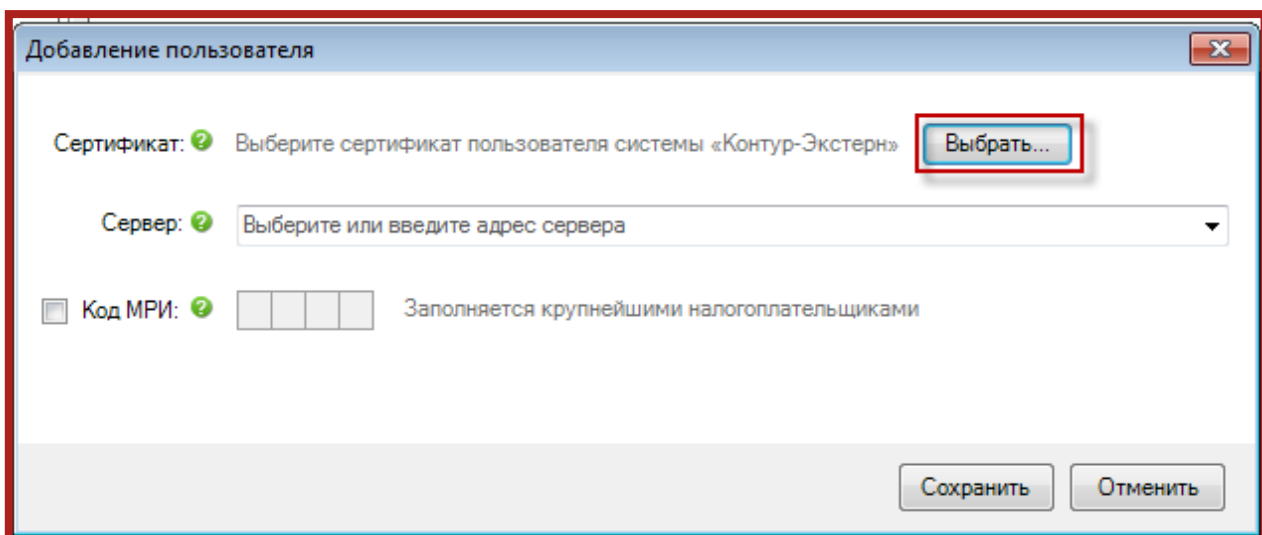 Добавление пользователя
Сертификат: Выберите сертификат пользователя системы «Контур-Экстерн» Выбрать...
Сервер: Выберите или введите адрес сервера
Код МРИ: Заполняется крупнейшими налогоплательщиками
Сохранить Отменить